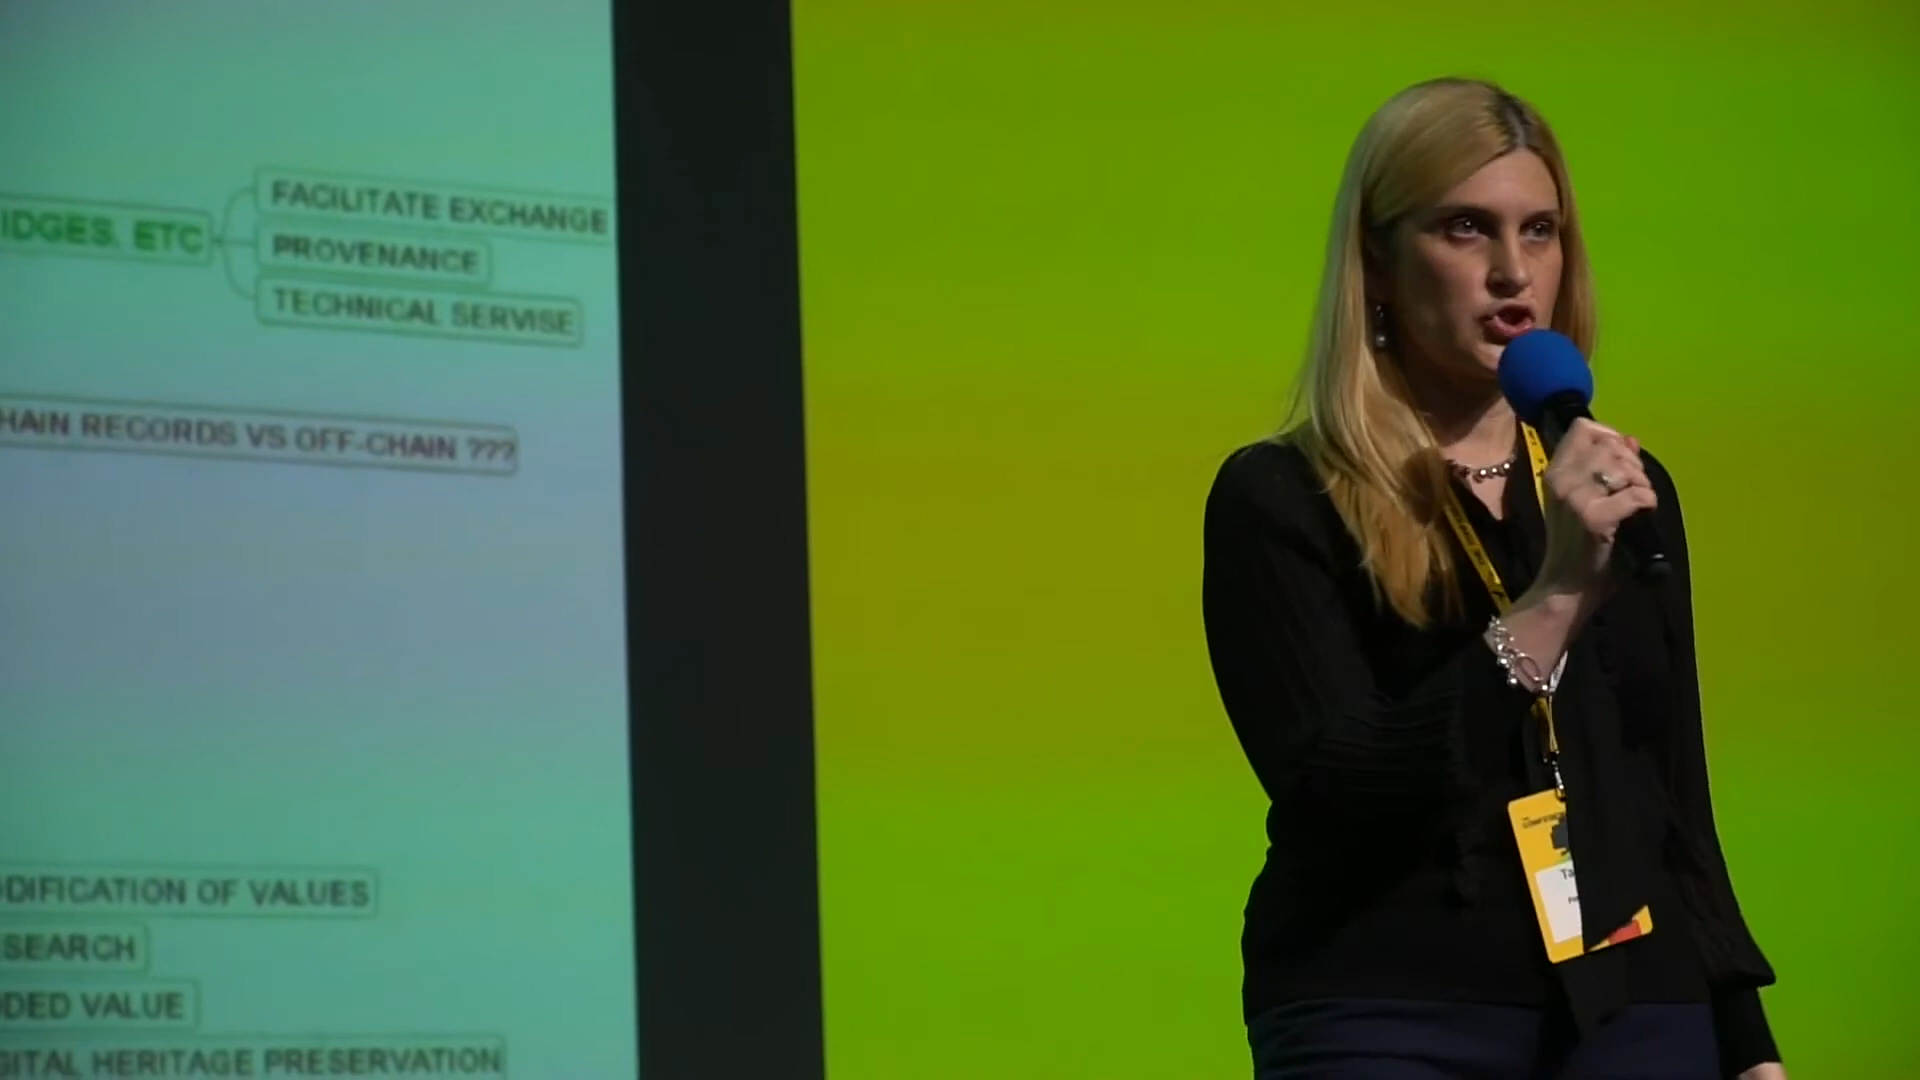 FACILITATE EXCHANGE
IDGES, ETC
PROVENANCE
TECHNICAL SERVISE
HAIN RECORDS VS OFF-CHAIN ???
DIFICATION OF VALUES
SEARCH
DED VALUE
GITAL HERITAGE PRESERVATION
Ta